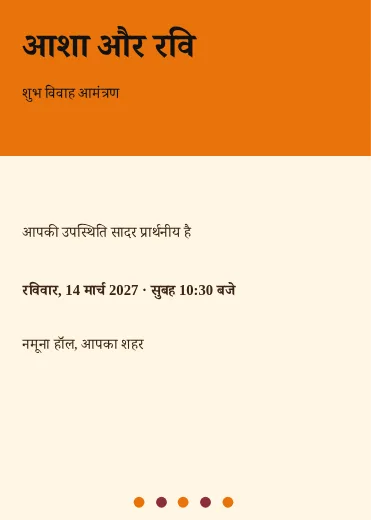 आशा और रवि
शुभ विवाह आमंत्रण
आपकी उपस्थिति सादर प्रार्थनीय है
रविवार, 14 मार्च 2027 · सुबह 10:30 बजे
नमूना हॉल, आपका शहर